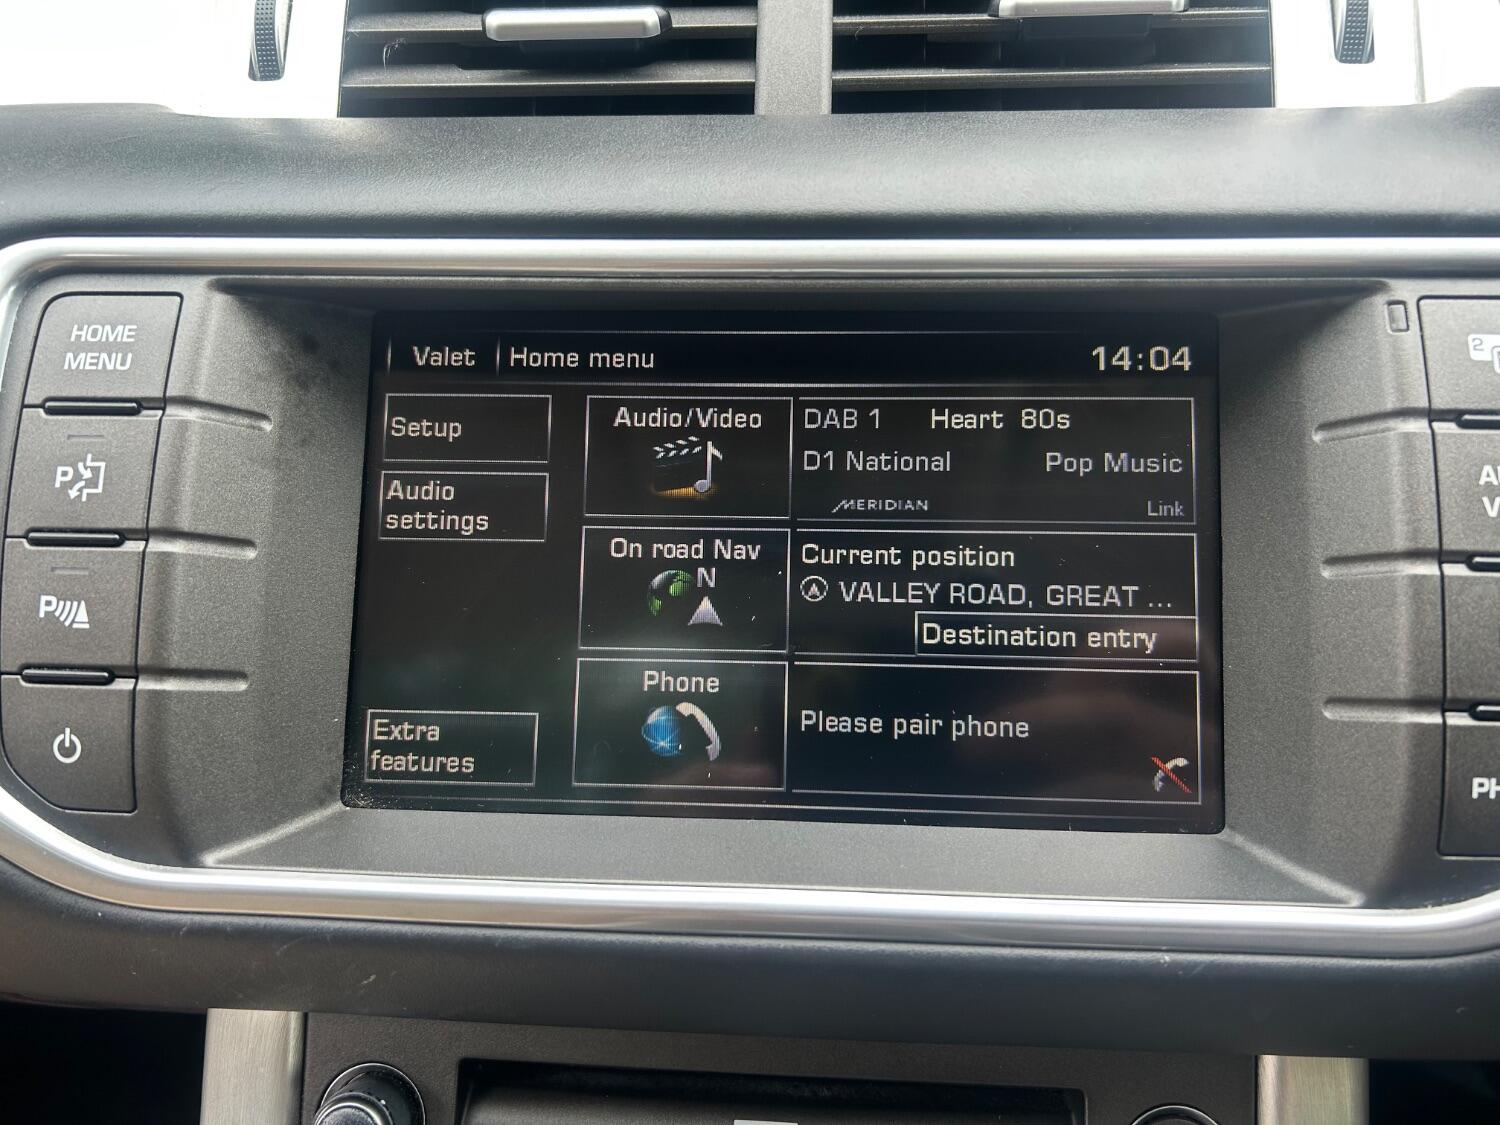 HOME
MENU
P
P
Valet
Home menu
14:04
Setup
Audio
settings
Extra
features
Audio/Video
DAB 1 Heart 80s
D1 National Pop Music
MERIDIAN Link
On road Nav
N
Current position
VALLEY ROAD, GREAT ...
Destination entry
Phone
Please pair phone
2